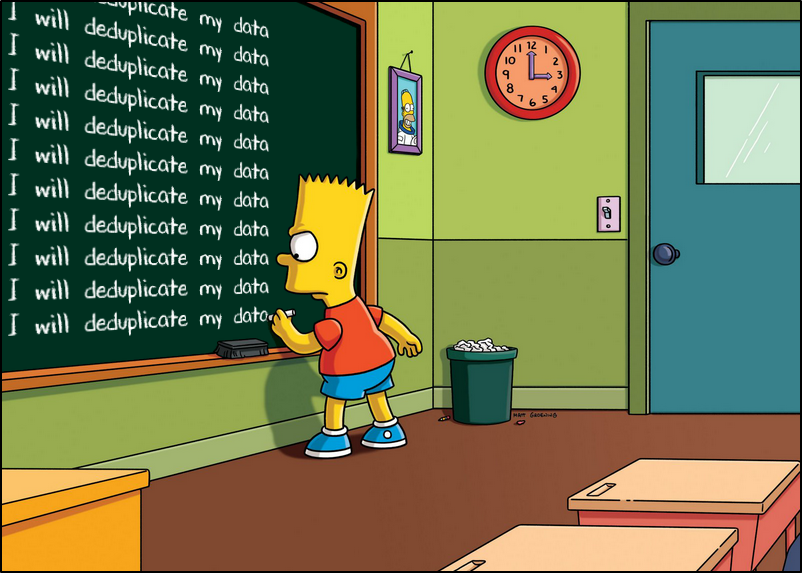 deduplicate my data
I will deduplicate my data
I will deduplicate my data
I will deduplicate my data
I will deduplicate my data
I will deduplicate my data
I will deduplicate my data
I will deduplicate my data
I will deduplicate my data
I will deduplicate my data
I will deduplicate my data
12 1 2 3 4 5 6 7 8 9 10 11
MATT GROENING